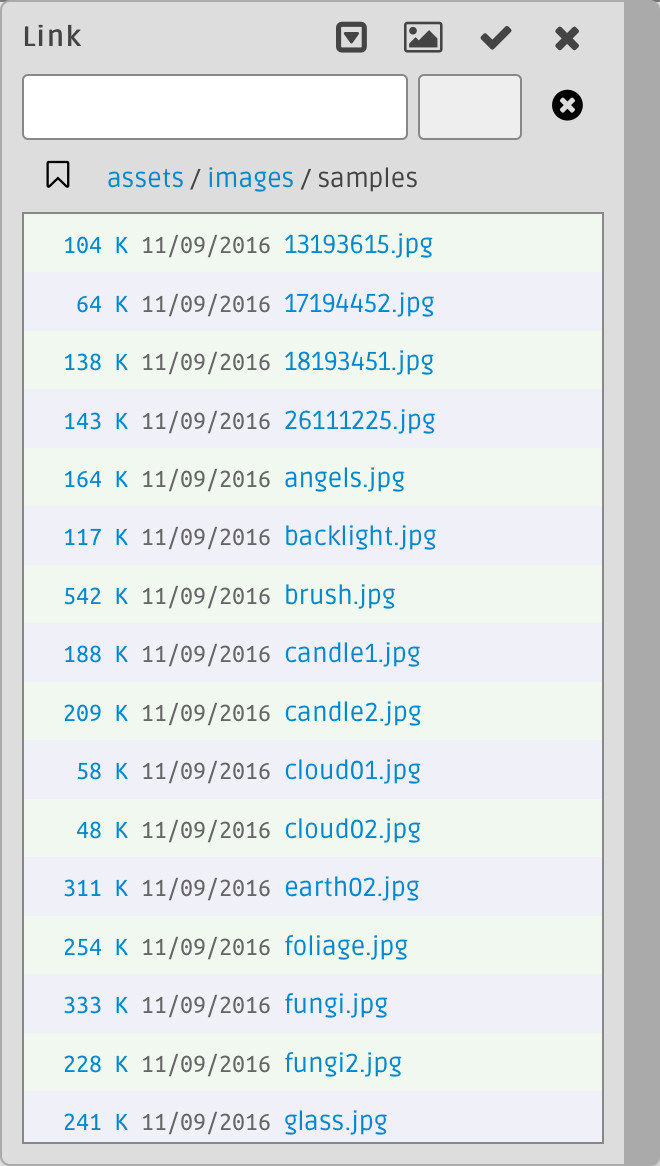 Link
assets / images / samples
104 K 11/09/2016 13193615.jpg
64 K 11/09/2016 17194452.jpg
138 K 11/09/2016 18193451.jpg
143 K 11/09/2016 26111225.jpg
164 K 11/09/2016 angels.jpg
117 K 11/09/2016 backlight.jpg
542 K 11/09/2016 brush.jpg
188 K 11/09/2016 candle1.jpg
209 K 11/09/2016 candle2.jpg
58 K 11/09/2016 cloud01.jpg
48 K 11/09/2016 cloud02.jpg
311 K 11/09/2016 earth02.jpg
254 K 11/09/2016 foliage.jpg
333 K 11/09/2016 fungi.jpg
228 K 11/09/2016 fungi2.jpg
241 K 11/09/2016 glass.jpg